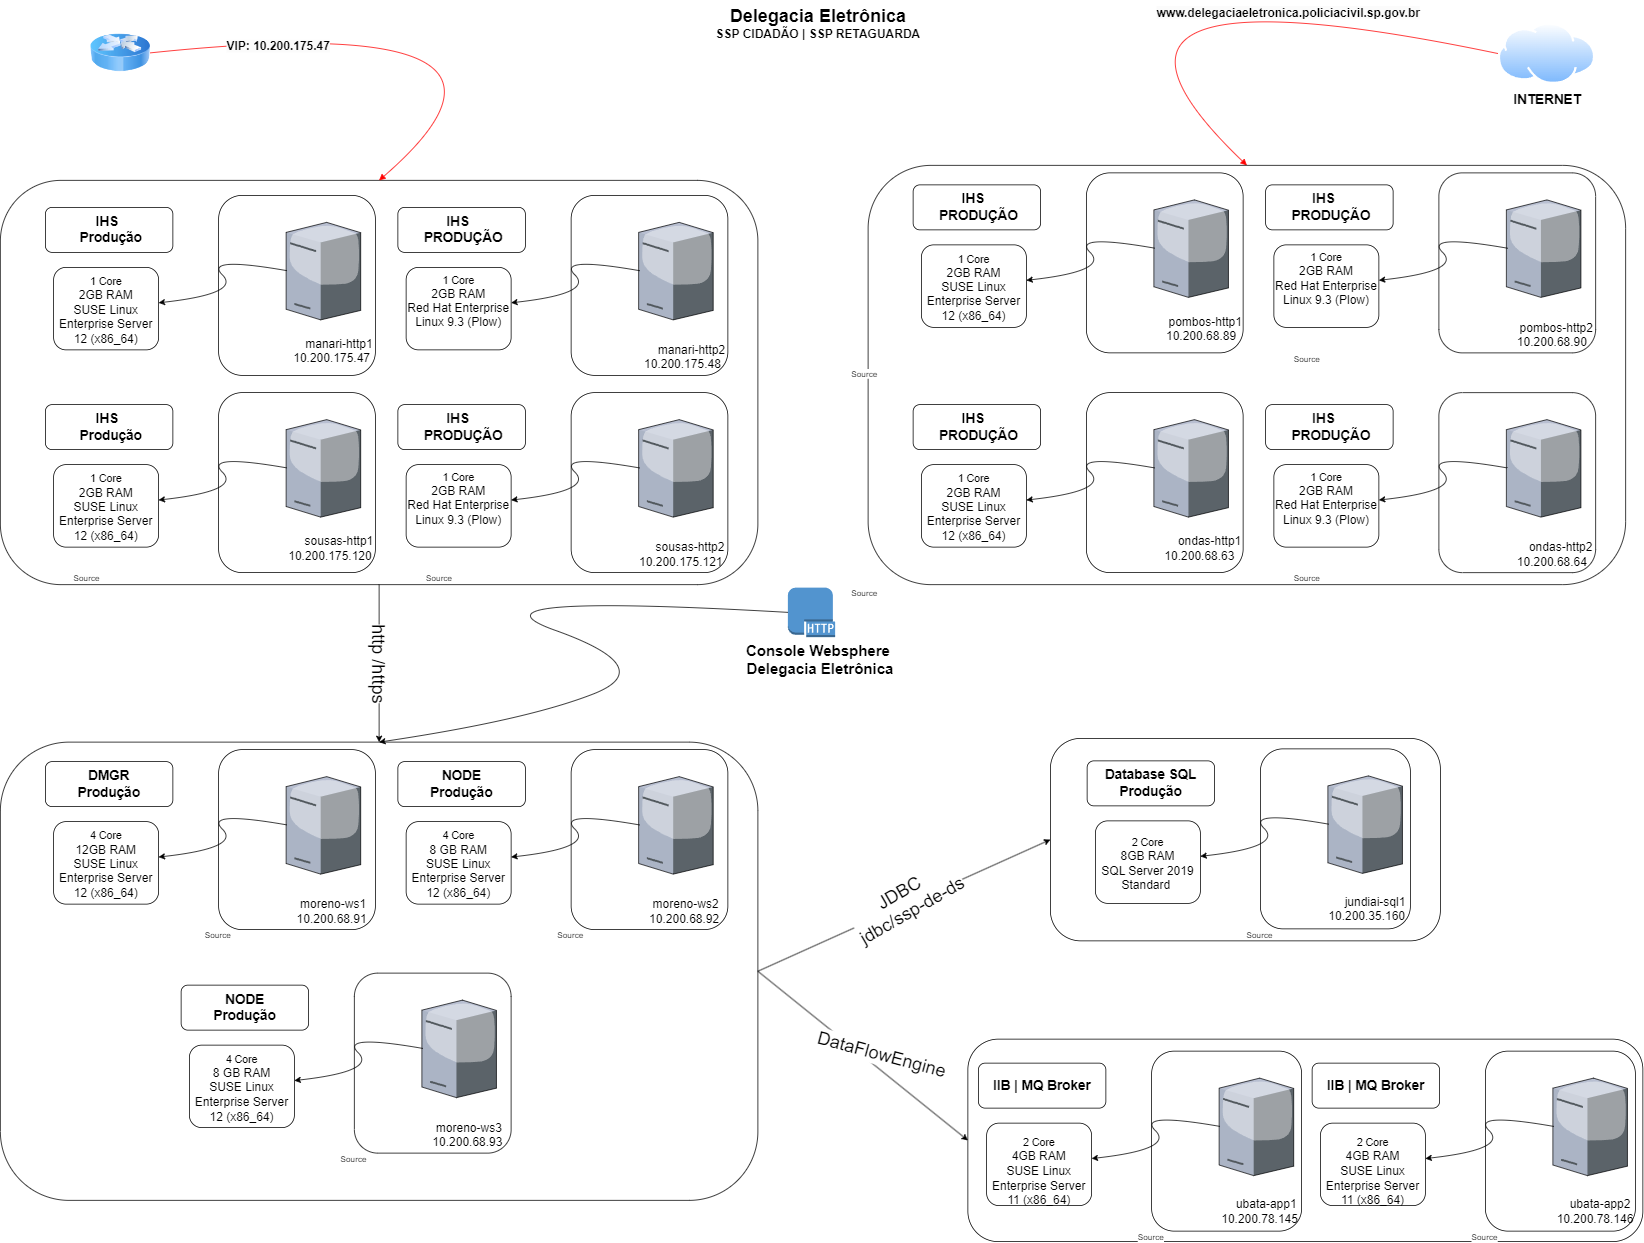 Delegacia Eletrônica
SSP CIDADÃO | SSP RETAGUARDA
VIP: 10.200.175.47
www.delegaciaeletronica.policiacivil.sp.gov.br
INTERNET
IHS
Produção
1 Core
2GB RAM
SUSE Linux
Enterprise Server
12 (x86_64)
manari-http1
10.200.175.47
IHS
PRODUÇÃO
1 Core
2GB RAM
Red Hat Enterprise
Linux 9.3 (Plow)
manari-http2
10.200.175.48
IHS
Produção
1 Core
2GB RAM
SUSE Linux
Enterprise Server
12 (x86_64)
sousas-http1
10.200.175.120
Source
IHS
PRODUÇÃO
1 Core
2GB RAM
Red Hat Enterprise
Linux 9.3 (Plow)
sousas-http2
10.200.175.121
Source
IHS
PRODUÇÃO
1 Core
2GB RAM
SUSE Linux
Enterprise Server
12 (x86_64)
pombos-http1
10.200.68.89
Source
IHS
PRODUÇÃO
1 Core
2GB RAM
Red Hat Enterprise
Linux 9.3 (Plow)
pombos-http2
10.200.68.90
Source
IHS
PRODUÇÃO
1 Core
2GB RAM
SUSE Linux
Enterprise Server
12 (x86_64)
ondas-http1
10.200.68.63
Source
IHS
PRODUÇÃO
1 Core
2GB RAM
Red Hat Enterprise
Linux 9.3 (Plow)
ondas-http2
10.200.68.64
Source
http /https
HTTP
Console Websphere
Delegacia Eletrônica
DMGR
Produção
4 Core
12GB RAM
SUSE Linux
Enterprise Server
12 (x86_64)
moreno-ws1
10.200.68.91
Source
NODE
Produção
4 Core
8 GB RAM
SUSE Linux
Enterprise Server
12 (x86_64)
moreno-ws2
10.200.68.92
Source
NODE
Produção
4 Core
8 GB RAM
SUSE Linux
Enterprise Server
12 (x86_64)
moreno-ws3
10.200.68.93
Source
JDBC
jdbc/ssp-de-ds
DataFlowEngine
Database SQL
Produção
2 Core
8GB RAM
SQL Server 2019
Standard
jundiai-sql1
10.200.35.160
Source
IIB | MQ Broker
2 Core
4GB RAM
SUSE Linux
Enterprise Server
11 (x86_64)
ubata-app1
10.200.78.145
Source
IIB | MQ Broker
2 Core
4GB RAM
SUSE Linux
Enterprise Server
11 (x86_64)
ubata-app2
10.200.78.146
Source